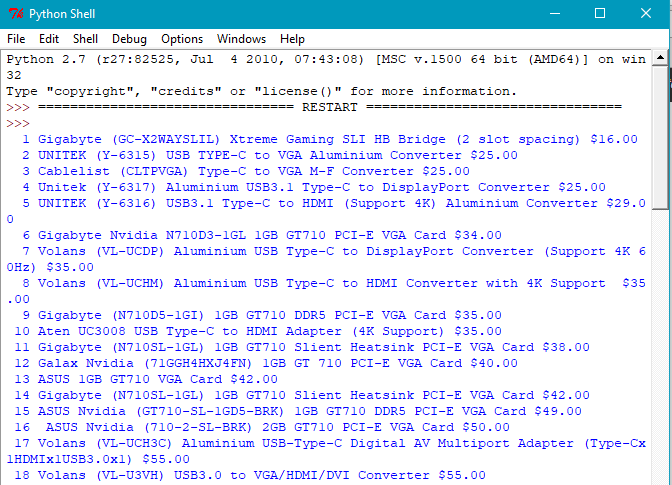 Python Shell
File Edit Shell Debug Options Windows Help
Python 2.7 (r27:82525, Jul  4 2010, 07:43:08) [MSC v.1500 64 bit (AMD64)] on win
32
Type "copyright", "credits" or "license()" for more information.
>>> ================================ RESTART ================================
>>>
  1 Gigabyte (GC-X2WAYSLIL) Xtreme Gaming SLI HB Bridge (2 slot spacing) $16.00
  2 UNITEK (Y-6315) USB TYPE-C to VGA Aluminium Converter $25.00
  3 Cablelist (CLTPVGA) Type-C to VGA M-F Converter $25.00
  4 Unitek (Y-6317) Aluminium USB3.1 Type-C to DisplayPort Converter $25.00
  5 UNITEK (Y-6316) USB3.1 Type-C to HDMI (Support 4K) Aluminium Converter $29.0
0
  6 Gigabyte Nvidia N710D3-1GL 1GB GT710 PCI-E VGA Card $34.00
  7 Volans (VL-UCDP) Aluminium USB Type-C to DisplayPort Converter (Support 4K 6
0Hz) $35.00
  8 Volans (VL-UCHM) Aluminium USB Type-C to HDMI Converter with 4K Support  $35
.00
  9 Gigabyte (N710D5-1GI) 1GB GT710 DDR5 PCI-E VGA Card $35.00
 10 Aten UC3008 USB Type-C to HDMI Adapter (4K Support) $35.00
 11 Gigabyte (N710SL-1GL) 1GB GT710 Slient Heatsink PCI-E VGA Card $38.00
 12 Galax Nvidia (71GGH4HXJ4FN) 1GB GT 710 PCI-E VGA Card $40.00
 13 ASUS 1GB GT710 VGA Card $42.00
 14 Gigabyte (N710SL-1GL) 1GB GT710 Slient Heatsink PCI-E VGA Card $42.00
 15 ASUS Nvidia (GT710-SL-1GD5-BRK) 1GB GT710 DDR5 PCI-E VGA Card $49.00
 16  ASUS Nvidia (710-2-SL-BRK) 2GB GT710 PCI-E VGA Card $50.00
 17 Volans (VL-UCH3C) Aluminium USB-Type-C Digital AV Multiport Adapter (Type-Cx
1HDMIx1USB3.0x1) $55.00
 18 Volans (VL-U3VH) USB3.0 to VGA/HDMI/DVI Converter $55.00